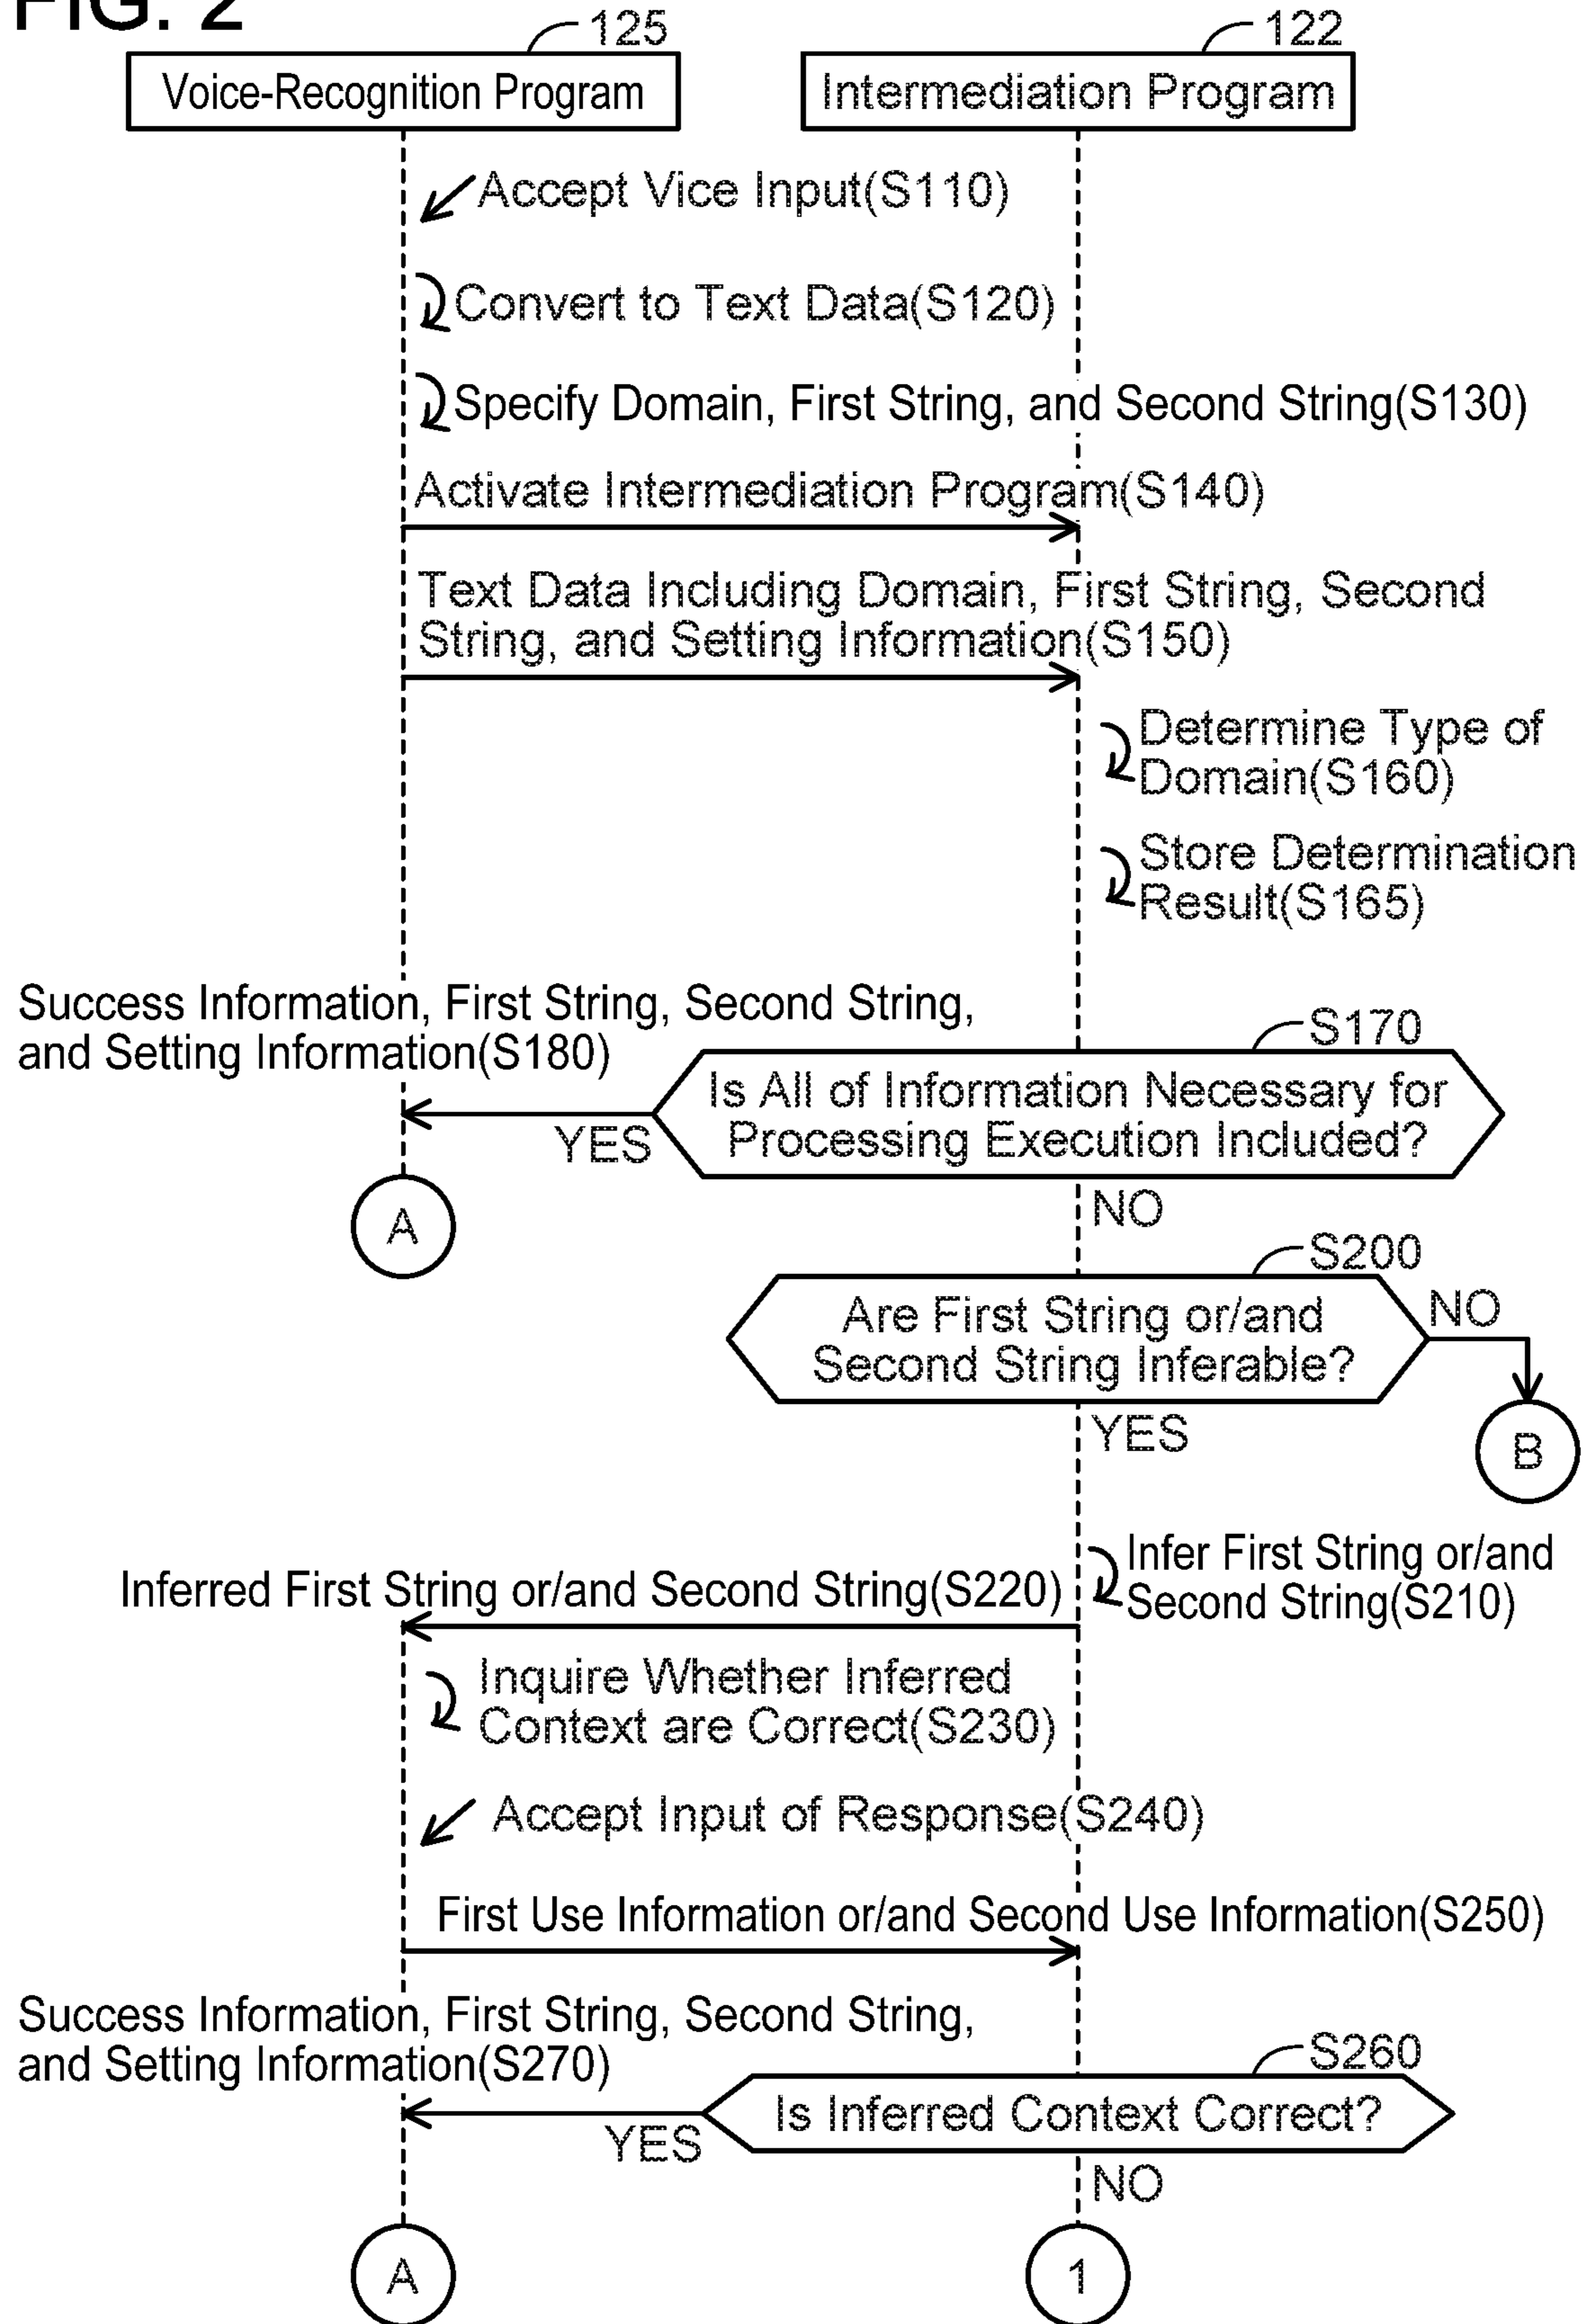 FIG. 2
125
122
Voice-Recognition Program
Intermediation Program
Accept Vice Input(S110)
Convert to Text Data(S120)
Specify Domain, First String, and Second String(S130)
Activate Intermediation Program(S140)
Text Data Including Domain, First String, Second
String, and Setting Information(S150)
Determine Type of
Domain(S160)
Store Determination
Result(S165)
Success Information, First String, Second String,
and Setting Information(S180)
S170
Is All of Information Necessary for
Processing Execution Included?
YES
NO
A
S200
Are First String or/and
Second String Inferable?
NO
YES
B
Infer First String or/and
Second String(S210)
Inferred First String or/and Second String(S220)
Inquire Whether Inferred
Context are Correct(S230)
Accept Input of Response(S240)
First Use Information or/and Second Use Information(S250)
Success Information, First String, Second String,
and Setting Information(S270)
S260
Is Inferred Context Correct?
YES
NO
A
1